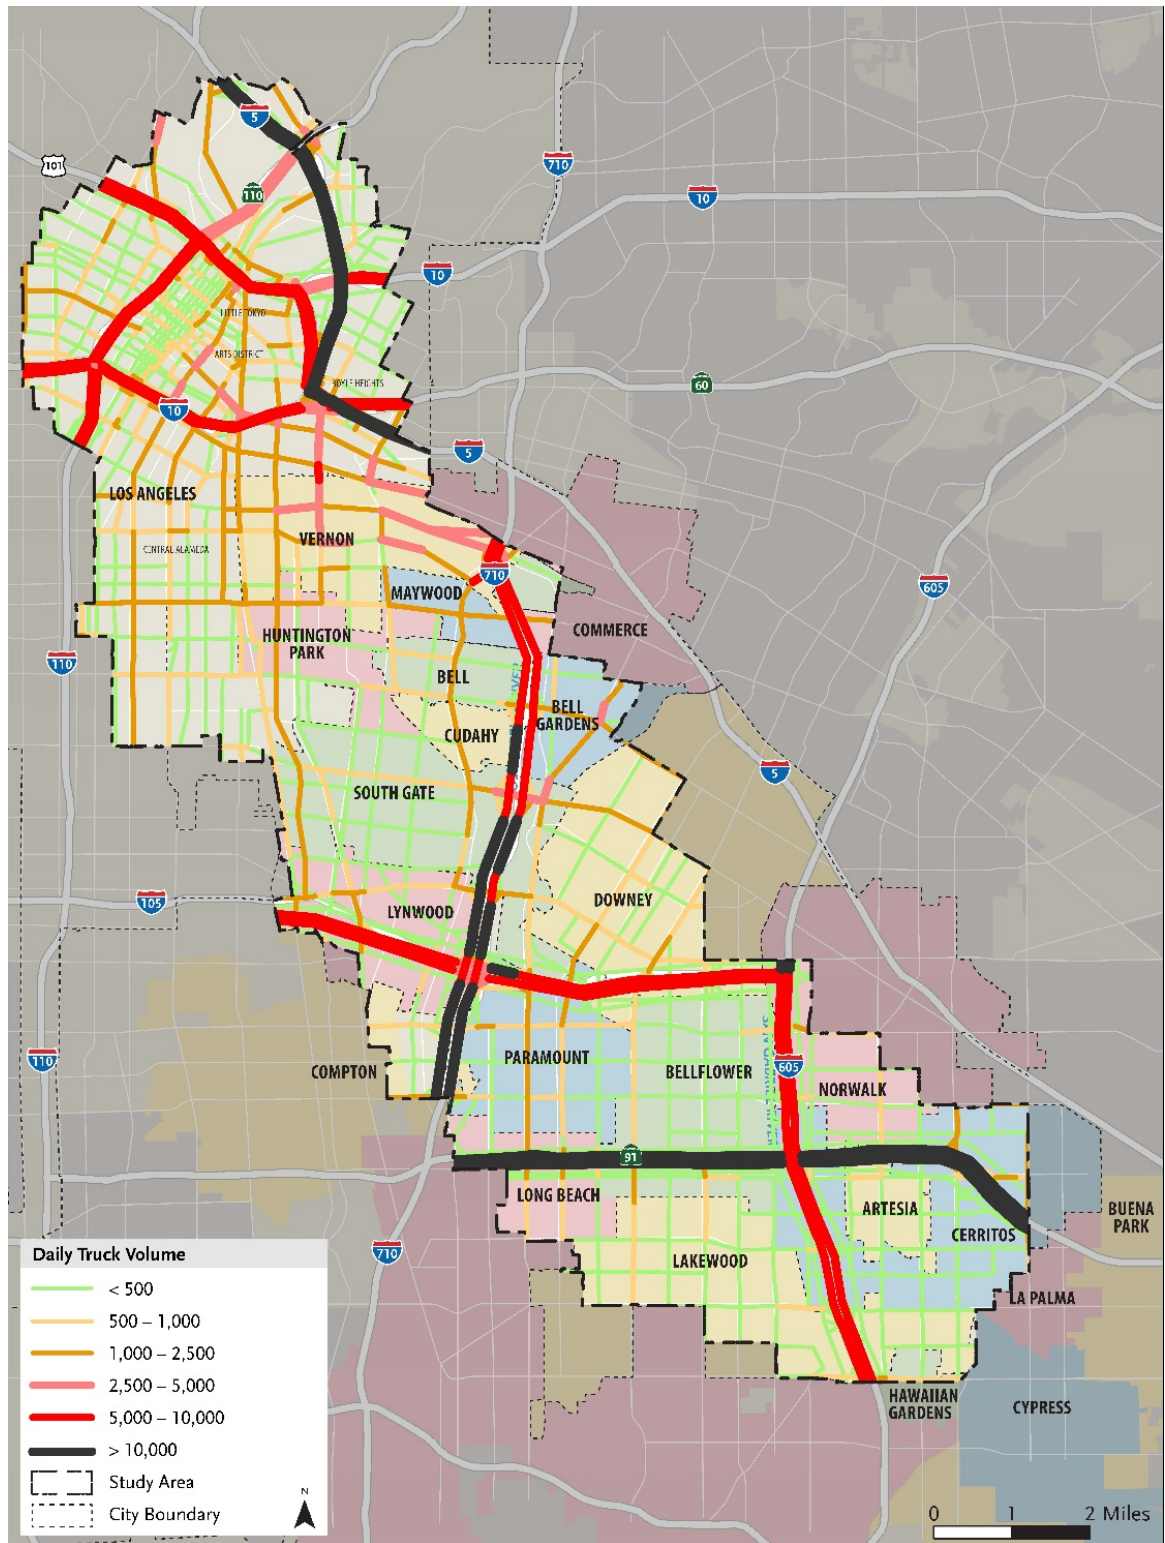 5
101
110
710
10
10
LITTLE TOKYO
ARTS DISTRICT
BOYLE HEIGHTS
60
10
5
LOS ANGELES
CENTRAL ALAMEDA
VERNON
710
MAYWOOD
605
HUNTINGTON
PARK
COMMERCE
110
BELL
BELL
GARDENS
CUDAHY
5
SOUTH GATE
105
LYNWOOD
DOWNEY
110
COMPTON
PARAMOUNT
BELLFLOWER
605
NORWALK
91
LONG BEACH
ARTESIA
BUENA
PARK
CERRITOS
710
LAKEWOOD
LA PALMA
HAWAIIAN
GARDENS
CYPRESS
Daily Truck Volume
< 500
500 – 1,000
1,000 – 2,500
2,500 – 5,000
5,000 – 10,000
> 10,000
Study Area
City Boundary
N
0 1 2 Miles